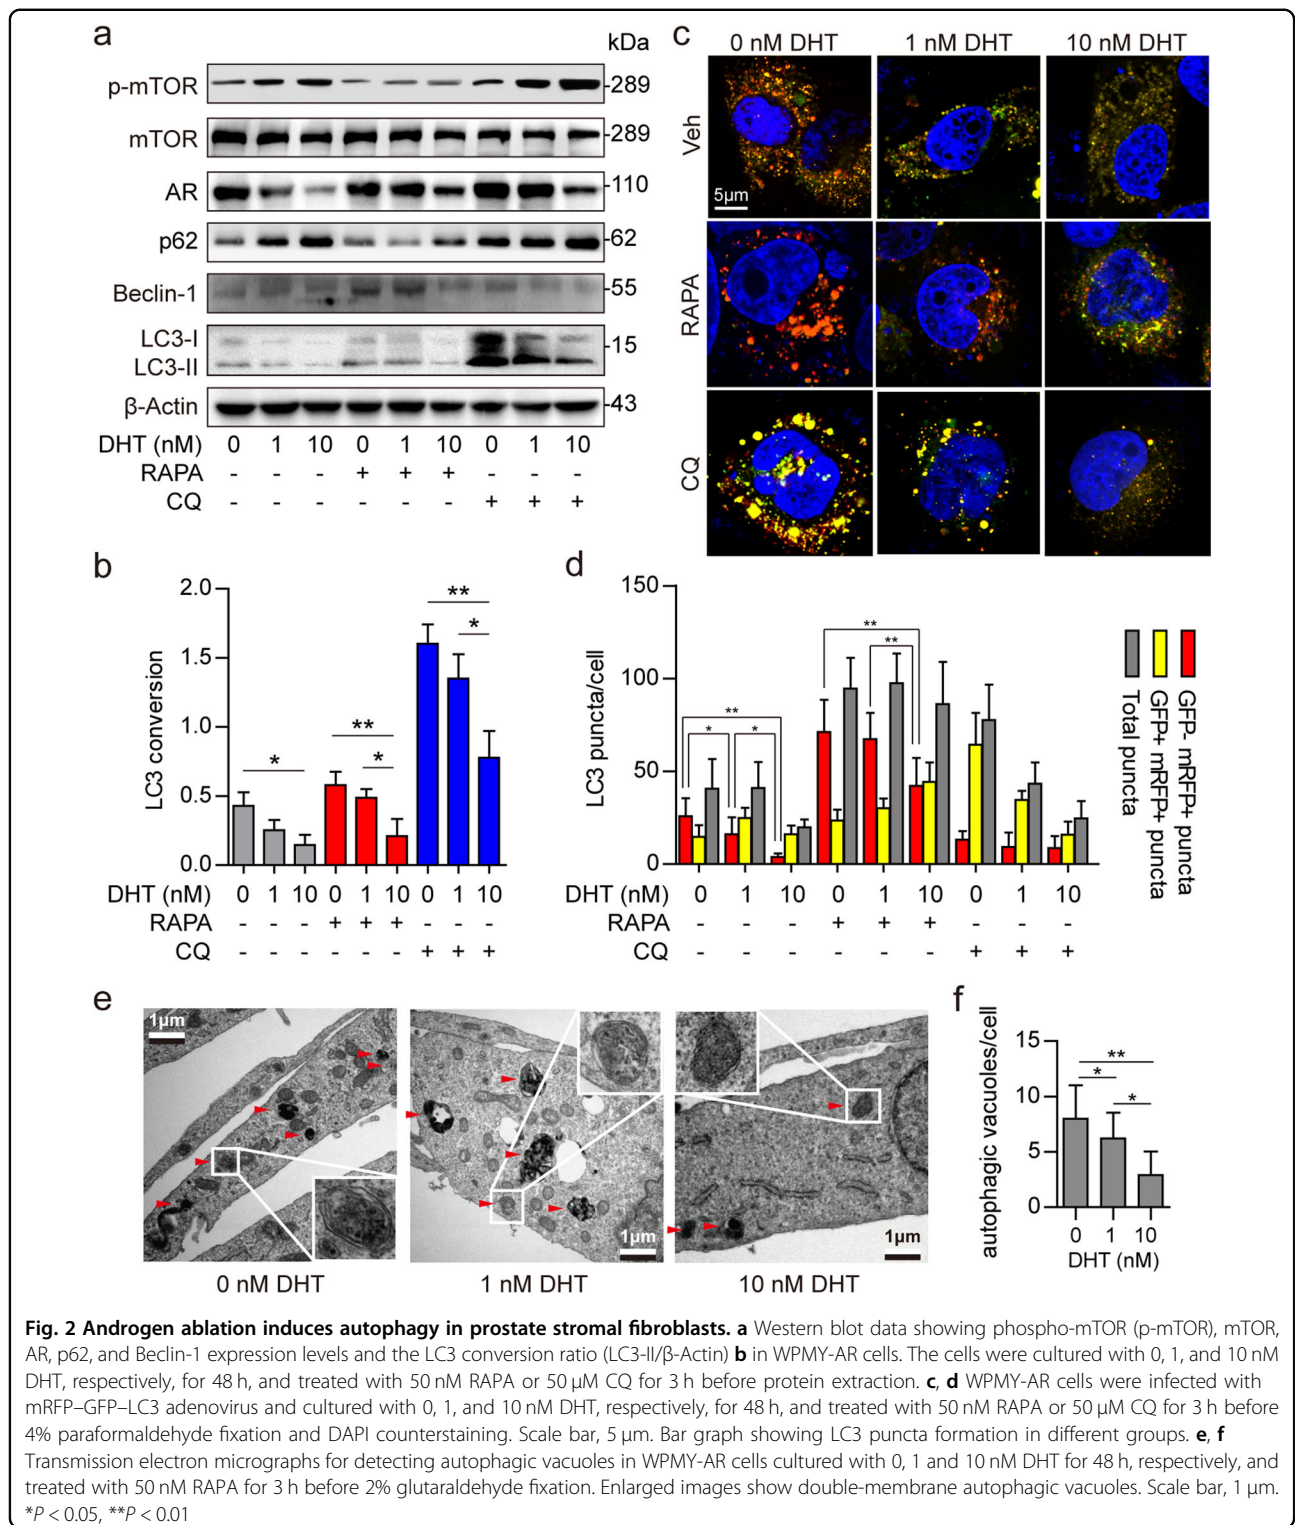 a
kDa
p-mTOR
-289
mTOR
-289
AR
-110
p62
-62
Beclin-1
-55
LC3-I
-15
LC3-II
β-Actin
-43
DHT (nM) 0 1 10 0 1 10 0 1 10
RAPA - - - + + + - - -
CQ - - - - - - + + +
c
0 nM DHT 1 nM DHT 10 nM DHT
Veh
5μm
RAPA
CQ
b
LC3 conversion
2.0
1.5
1.0
0.5
0.0
*
**
*
**
*
DHT (nM) 0 1 10 0 1 10 0 1 10
RAPA - - - + + + - - -
CQ - - - - - - + + +
d
LC3 puncta/cell
150
100
50
0
**
*
*
**
**
GFP- mRFP+ puncta
GFP+ mRFP+ puncta
Total puncta
DHT (nM) 0 1 10 0 1 10 0 1 10
RAPA - - - + + + - - -
CQ - - - - - - + + +
e
1μm
1μm
1μm
0 nM DHT 1 nM DHT 10 nM DHT
f
autophagic vacuoles/cell
15
10
5
0
**
*
*
0 1 10
DHT (nM)
Fig. 2 Androgen ablation induces autophagy in prostate stromal fibroblasts. a Western blot data showing phospho-mTOR (p-mTOR), mTOR,
AR, p62, and Beclin-1 expression levels and the LC3 conversion ratio (LC3-II/β-Actin) b in WPMY-AR cells. The cells were cultured with 0, 1, and 10 nM
DHT, respectively, for 48 h, and treated with 50 nM RAPA or 50 μM CQ for 3 h before protein extraction. c, d WPMY-AR cells were infected with
mRFP–GFP–LC3 adenovirus and cultured with 0, 1, and 10 nM DHT, respectively, for 48 h, and treated with 50 nM RAPA or 50 μM CQ for 3 h before
4% paraformaldehyde fixation and DAPI counterstaining. Scale bar, 5 μm. Bar graph showing LC3 puncta formation in different groups. e, f
Transmission electron micrographs for detecting autophagic vacuoles in WPMY-AR cells cultured with 0, 1 and 10 nM DHT for 48 h, respectively, and
treated with 50 nM RAPA for 3 h before 2% glutaraldehyde fixation. Enlarged images show double-membrane autophagic vacuoles. Scale bar, 1 μm.
*P < 0.05, **P < 0.01